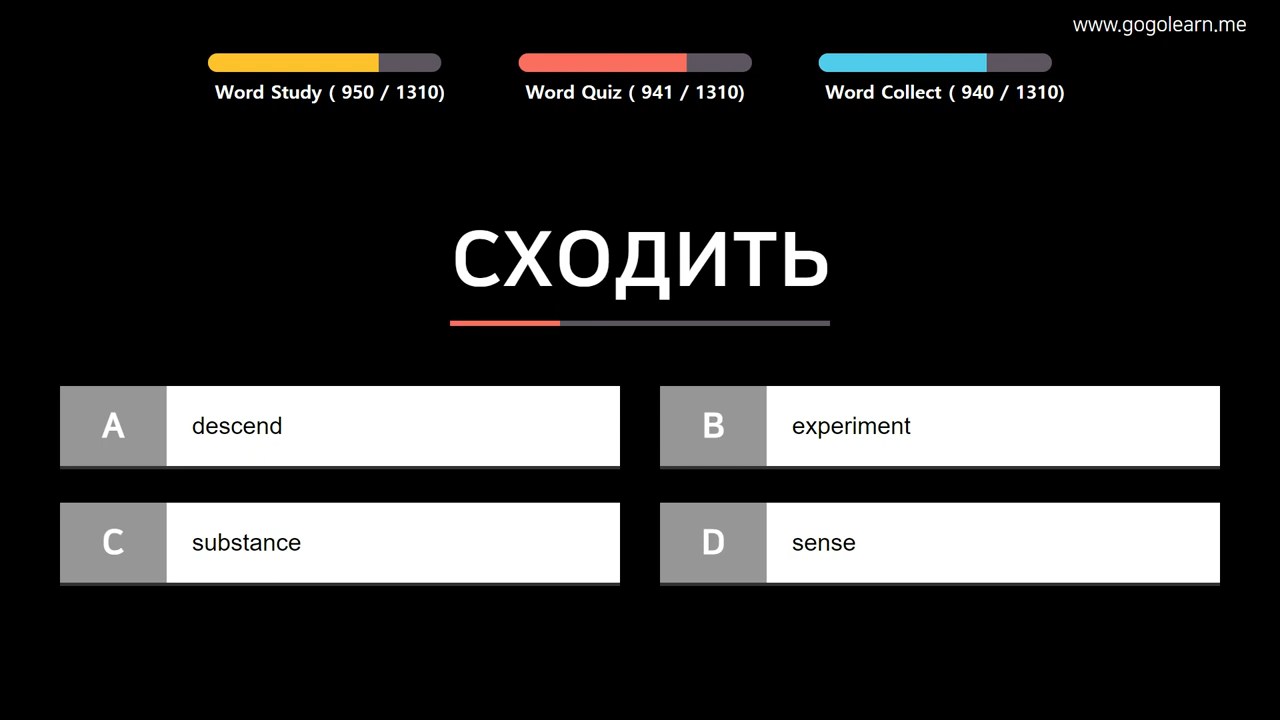 www.gogolearn.me
Word Study ( 950 / 1310)
Word Quiz ( 941 / 1310)
Word Collect ( 940 / 1310)
СХОДИТЬ
A descend
B experiment
C substance
D sense